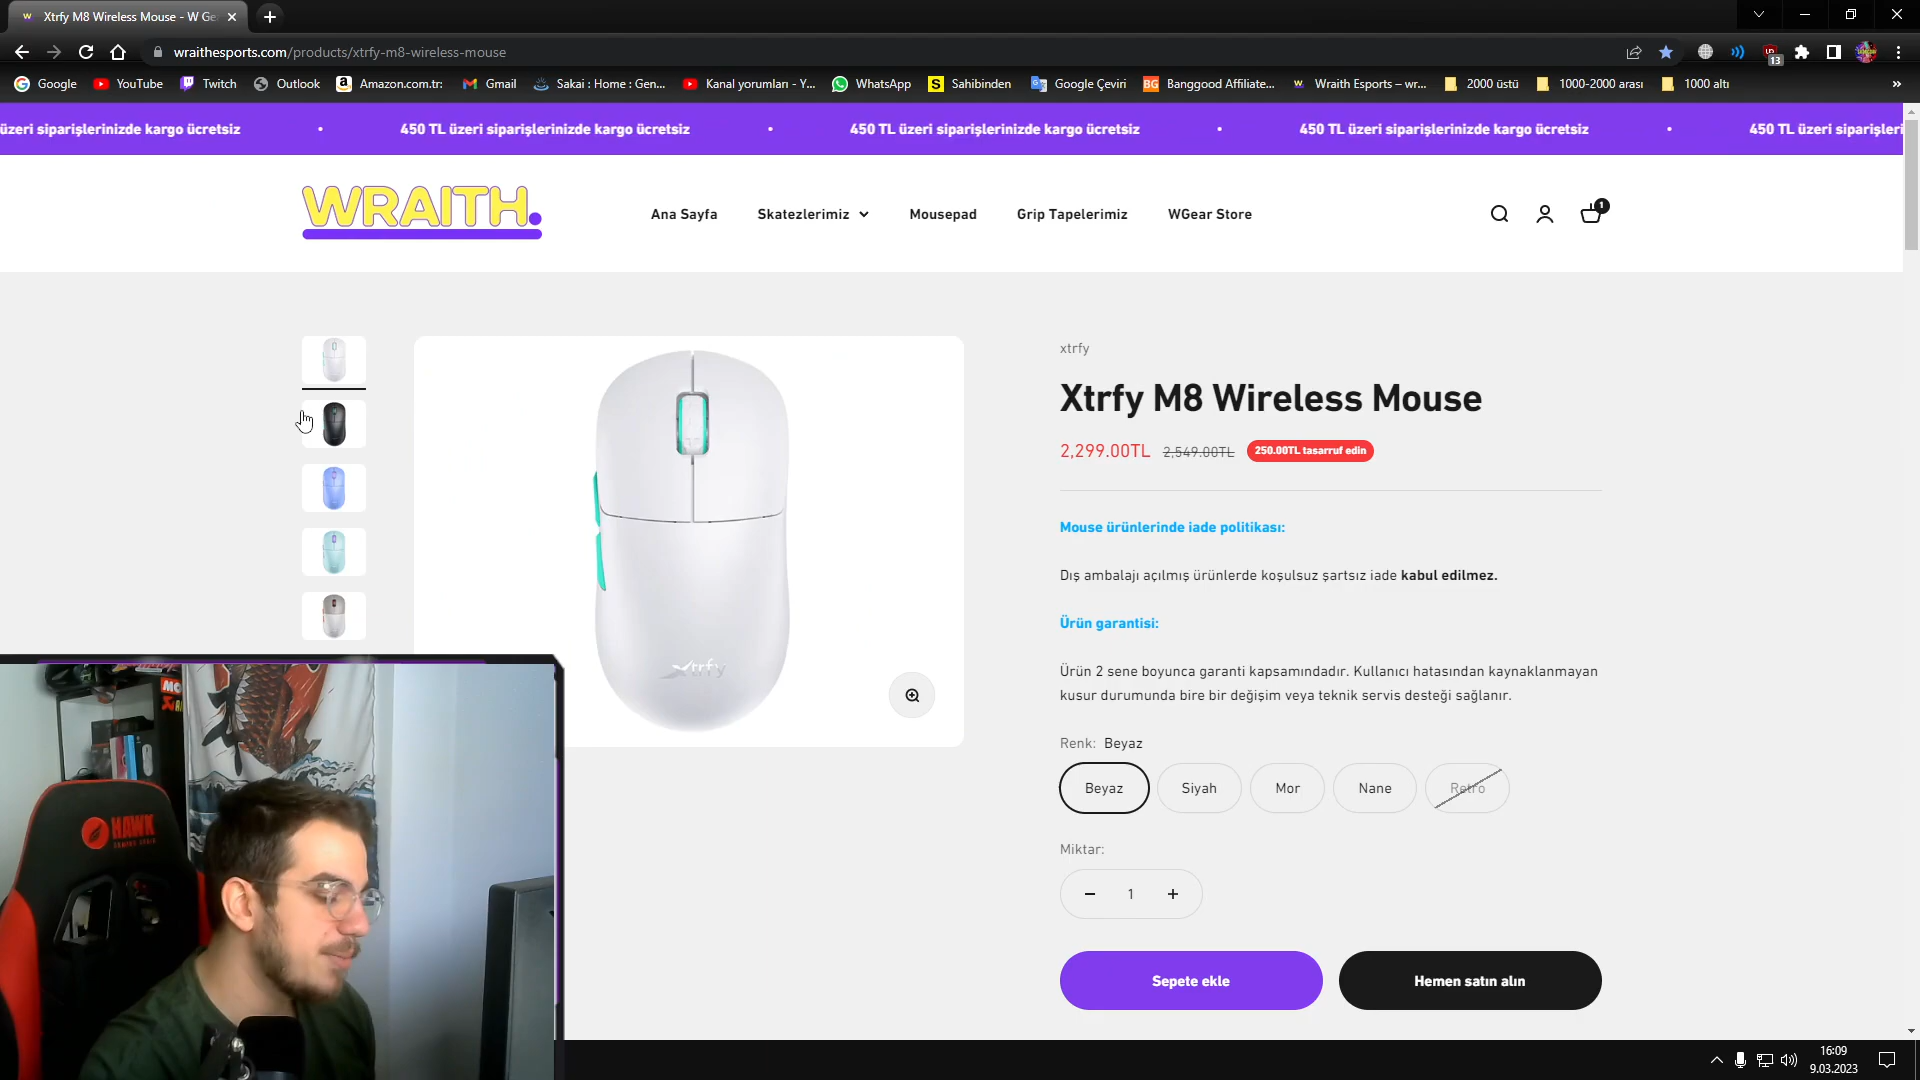 Xtrfy M8 Wireless Mouse - W Ge
wraithesports.com/products/xtrfy-m8-wireless-mouse
13
Google
YouTube
Twitch
Outlook
Amazon.com.tr:
Gmail
Sakai : Home : Gen...
Kanal yorumları - Y...
WhatsApp
S
Sahibinden
Google Çeviri
BG
Banggood Affiliate...
Wraith Esports – wr...
2000 üstü
1000-2000 arası
1000 altı
»
üzeri siparişlerinizde kargo ücretsiz
450 TL üzeri siparişlerinizde kargo ücretsiz
450 TL üzeri siparişlerinizde kargo ücretsiz
450 TL üzeri siparişlerinizde kargo ücretsiz
450 TL üzeri siparişleri
WRAITH.
Ana Sayfa
Skatezlerimiz
Mousepad
Grip Tapelerimiz
WGear Store
1
xtrfy
Xtrfy M8 Wireless Mouse
2,299.00TL
2,549.00TL
250.00TL tasarruf edin
Mouse ürünlerinde iade politikası:
Dış ambalajı açılmış ürünlerde koşulsuz şartsız iade kabul edilmez.
Ürün garantisi:
Ürün 2 sene boyunca garanti kapsamındadır. Kullanıcı hatasından kaynaklanmayan
kusur durumunda bire bir değişim veya teknik servis desteği sağlanır.
xtrfy
Renk: Beyaz
Beyaz
Siyah
Mor
Nane
Retro
Miktar:
1
Sepete ekle
Hemen satın alın
HAWK
16:09
9.03.2023